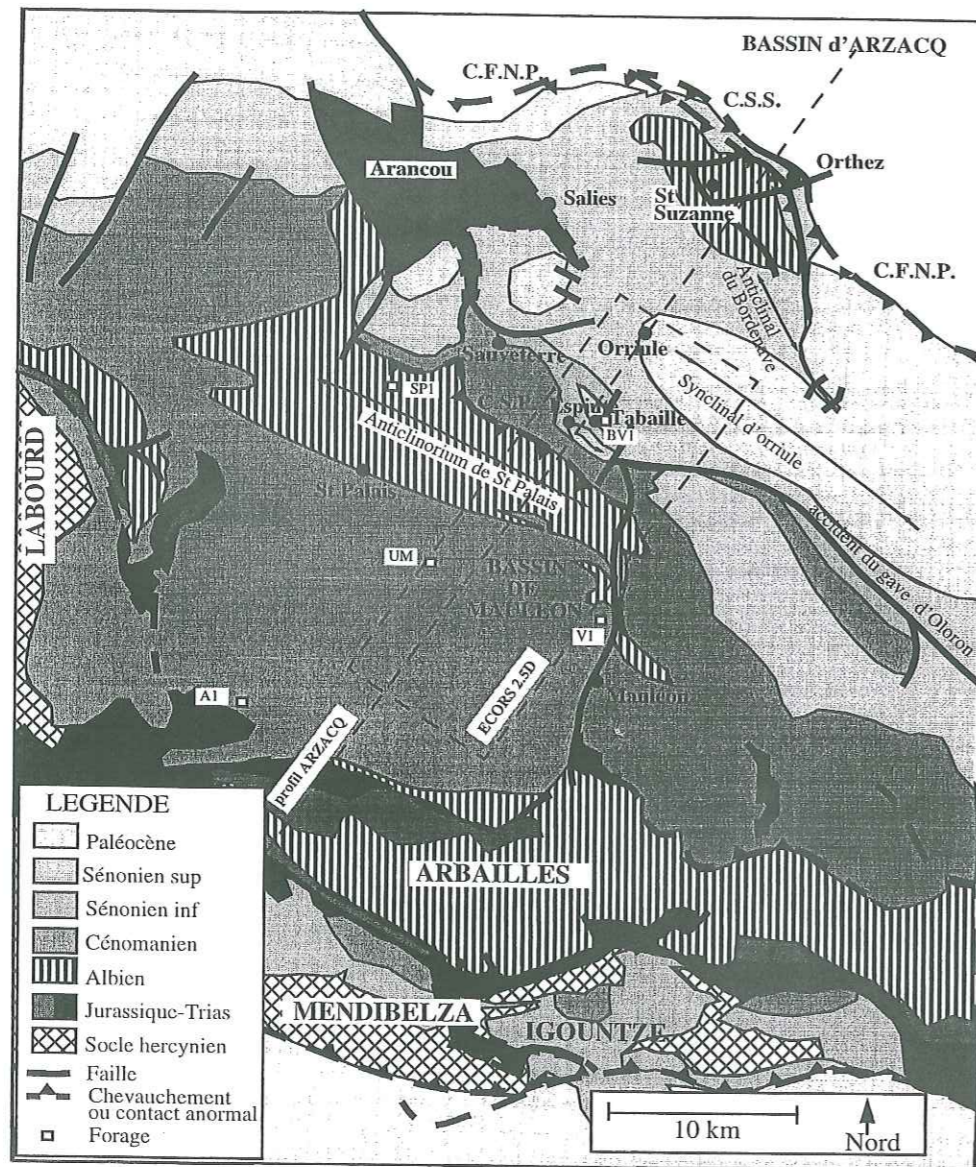 BASSIN d'ARZACQ
C.F.N.P.
C.S.S.
Orthez
Arancou
Salies
St
Suzanne
C.F.N.P.
Anticlinal
du Bordenave
Sauveterre
Orriule
SP1
C.S.P.
Tabaille
BV1
Synclinal d'orriule
Anticlinorium de St Palais
St Palais
LABOURD
accident du gave d'Oloron
UM
BASSIN
DE
MAULEON
V1
Mauleon
A1
ECORS 2.5D
profil ARZACQ
ARBAILLES
MENDIBELZA
IGOUNTZE
LEGENDE
Paléocène
Sénonien sup
Sénonien inf
Cénomanien
Albien
Jurassique-Trias
Socle hercynien
Faille
Chevauchement
ou contact anormal
Forage
10 km
Nord